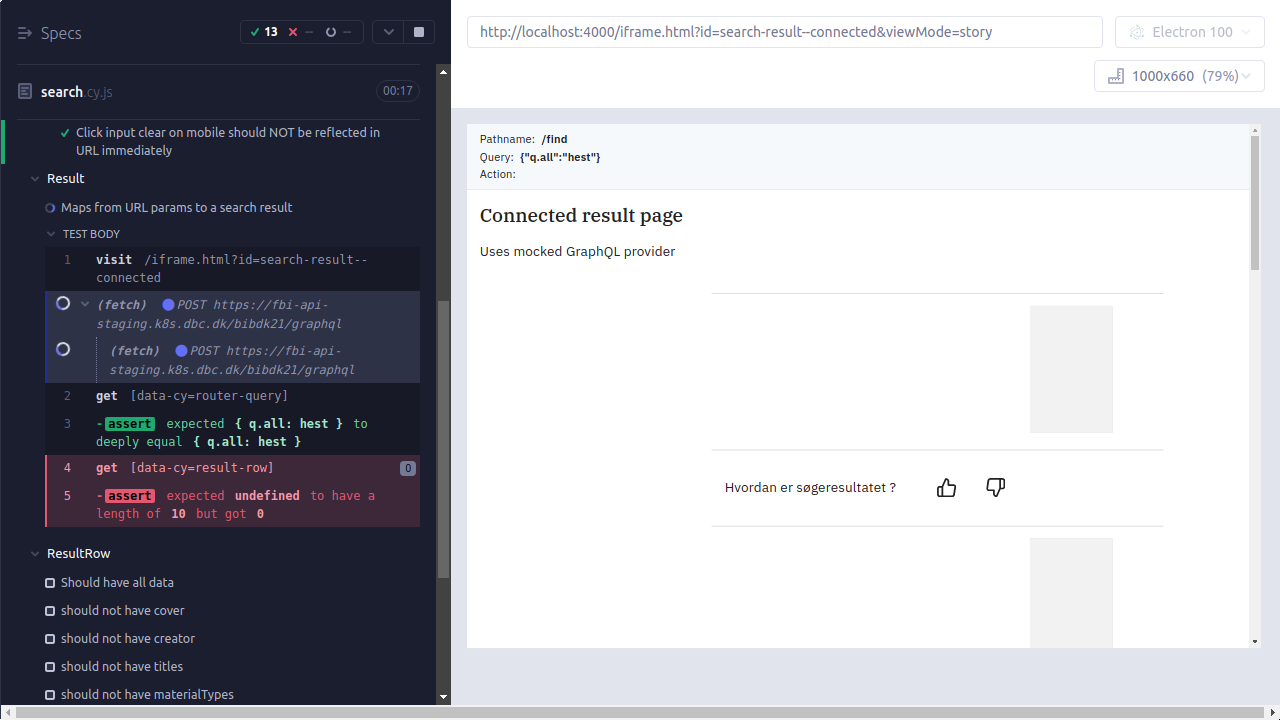 Specs
13 -- --
search.cy.js 00:17
Click input clear on mobile should NOT be reflected in
URL immediately
Result
Maps from URL params to a search result
TEST BODY
1 visit /iframe.html?id=search-result--
connected
(fetch) POST https://fbi-api-
staging.k8s.dbc.dk/bibdk21/graphql
(fetch) POST https://fbi-api-
staging.k8s.dbc.dk/bibdk21/graphql
2 get [data-cy=router-query]
3 -assert expected { q.all: hest } to
deeply equal { q.all: hest }
4 get [data-cy=result-row] 0
5 -assert expected undefined to have a
length of 10 but got 0
ResultRow
Should have all data
should not have cover
should not have creator
should not have titles
should not have materialTypes
http://localhost:4000/iframe.html?id=search-result--connected&viewMode=story
Electron 100
1000x660 (79%)
Pathname: /find
Query: {"q.all":"hest"}
Action:
Connected result page
Uses mocked GraphQL provider
Hvordan er søgeresultatet ?